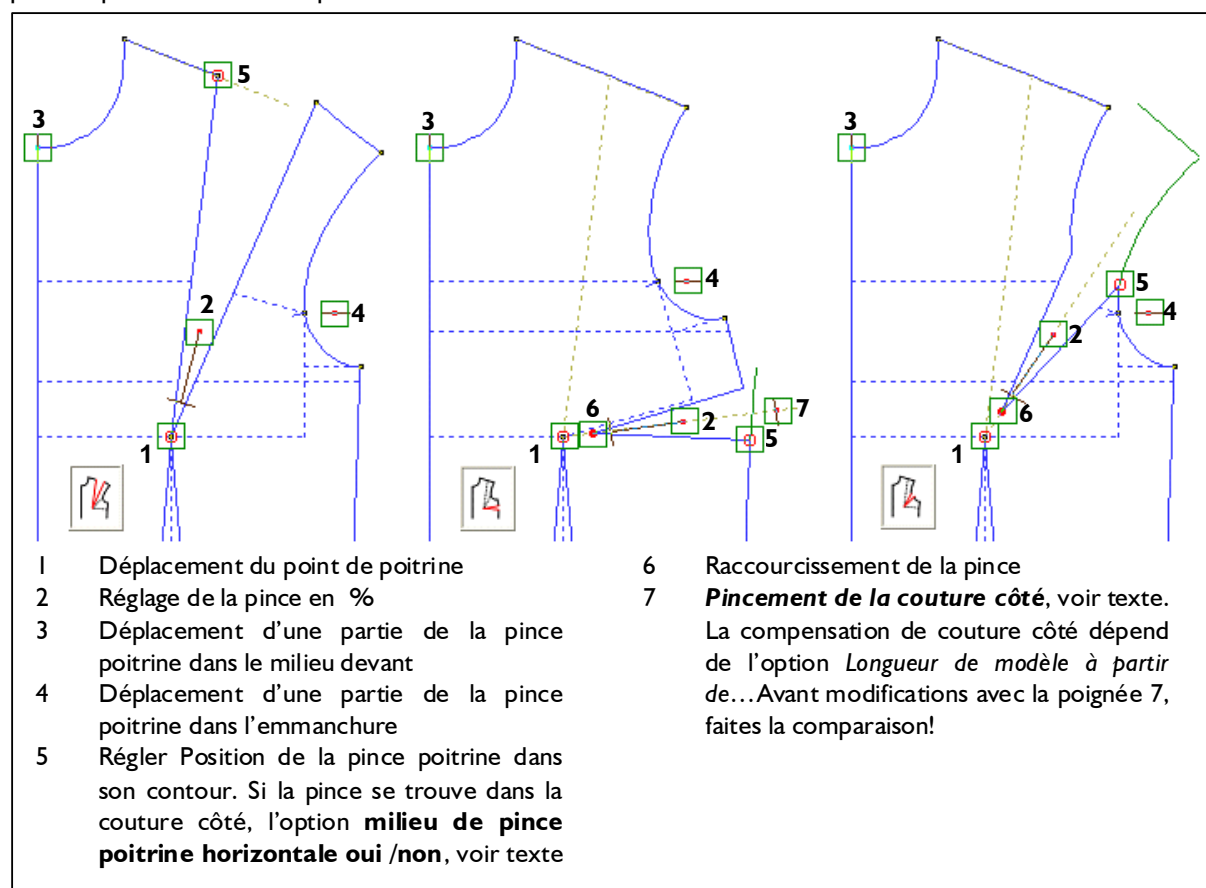 3
5
2
4
1
3
4
6
2
7
1
5
3
5
2
4
6
1
1 Déplacement du point de poitrine
2 Réglage de la pince en %
3 Déplacement d'une partie de la pince
poitrine dans le milieu devant
4 Déplacement d'une partie de la pince
poitrine dans l'emmanchure
5 Régler Position de la pince poitrine dans
son contour. Si la pince se trouve dans la
couture côté, l'option milieu de pince
poitrine horizontale oui /non, voir texte
6 Raccourcissement de la pince
7 Pincement de la couture côté, voir texte.
La compensation de couture côté dépend
de l'option Longueur de modèle à partir
de…Avant modifications avec la poignée 7,
faites la comparaison!